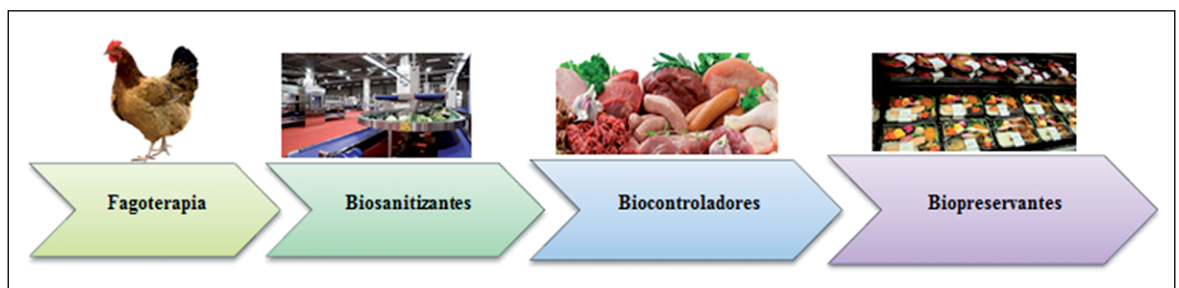 Fagoterapia
Biosanitizantes
Biocontroladores
Biopreservantes